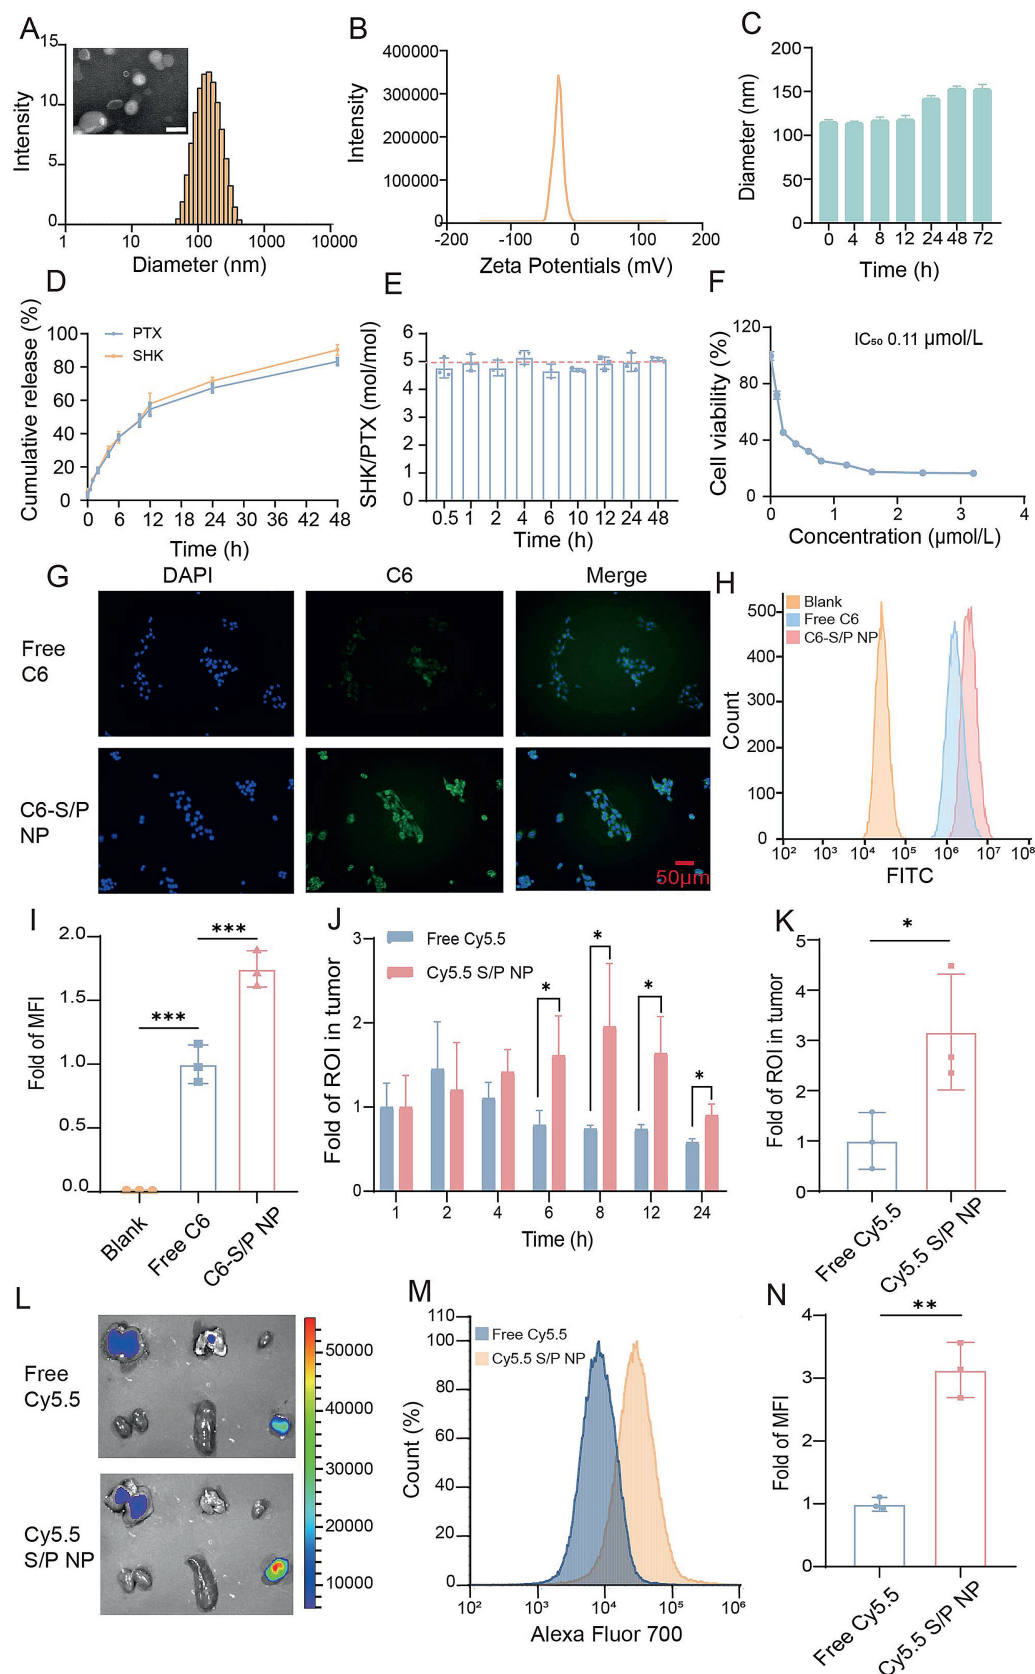 A
Intensity
15
10
5
0
1
10
100
1000
10000
Diameter (nm)
B
Intensity
400000
300000
200000
100000
0
-200
-100
0
100
200
Zeta Potentials (mV)
C
Diameter (nm)
200
150
100
50
0
0 4 8 12 24 48 72
Time (h)
D
Cumulative release (%)
100
80
60
40
20
0
PTX
SHK
0 6 12 18 24 30 36 42 48
Time (h)
E
SHK/PTX (mol/mol)
6
5
4
3
2
1
0
0.5 1 2 4 6 10 12 24 48
Time (h)
F
Cell viability (%)
120
80
40
0
IC₅₀ 0.11 μmol/L
0 1 2 3 4
Concentration (μmol/L)
G
DAPI
C6
Merge
Free
C6
C6-S/P
NP
50μm
H
Count
500
400
300
200
100
0
Blank
Free C6
C6-S/P NP
10² 10³ 10⁴ 10⁵ 10⁶ 10⁷ 10⁸
FITC
I
Fold of MFI
2.0
1.5
1.0
0.5
0.0
***
***
Blank
Free C6
C6-S/P NP
J
Fold of ROI in tumor
3
2
1
0
Free Cy5.5
Cy5.5 S/P NP
*
*
*
*
1 2 4 6 8 12 24
Time (h)
K
Fold of ROI in tumor
5
4
3
2
1
0
*
Free Cy5.5
Cy5.5 S/P NP
L
Free
Cy5.5
Cy5.5
S/P NP
50000
40000
30000
20000
10000
M
Count (%)
110
100
80
60
40
20
0
Free Cy5.5
Cy5.5 S/P NP
10² 10³ 10⁴ 10⁵ 10⁶
Alexa Fluor 700
N
Fold of MFI
4
3
2
1
0
**
Free Cy5.5
Cy5.5 S/P NP